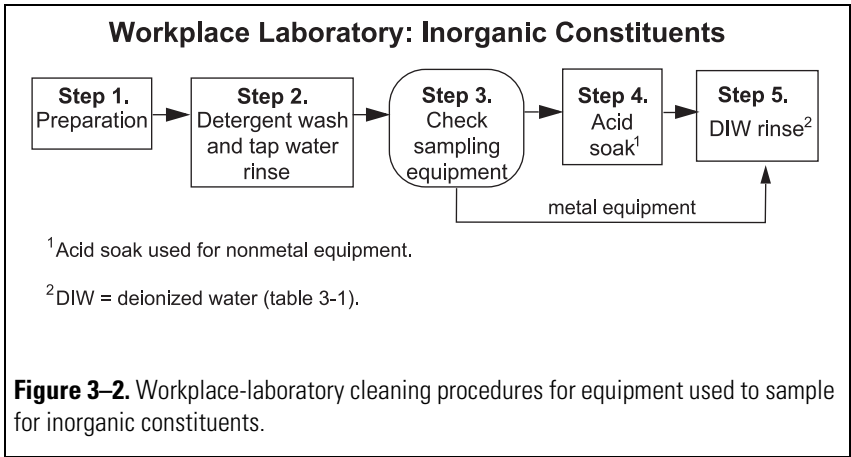 Workplace Laboratory: Inorganic Constituents
Step 1.
Preparation
Step 2.
Detergent wash
and tap water
rinse
Step 3.
Check
sampling
equipment
Step 4.
Acid
soak¹
Step 5.
DIW rinse²
metal equipment
¹Acid soak used for nonmetal equipment.
²DIW = deionized water (table 3-1).
Figure 3–2. Workplace-laboratory cleaning procedures for equipment used to sample
for inorganic constituents.